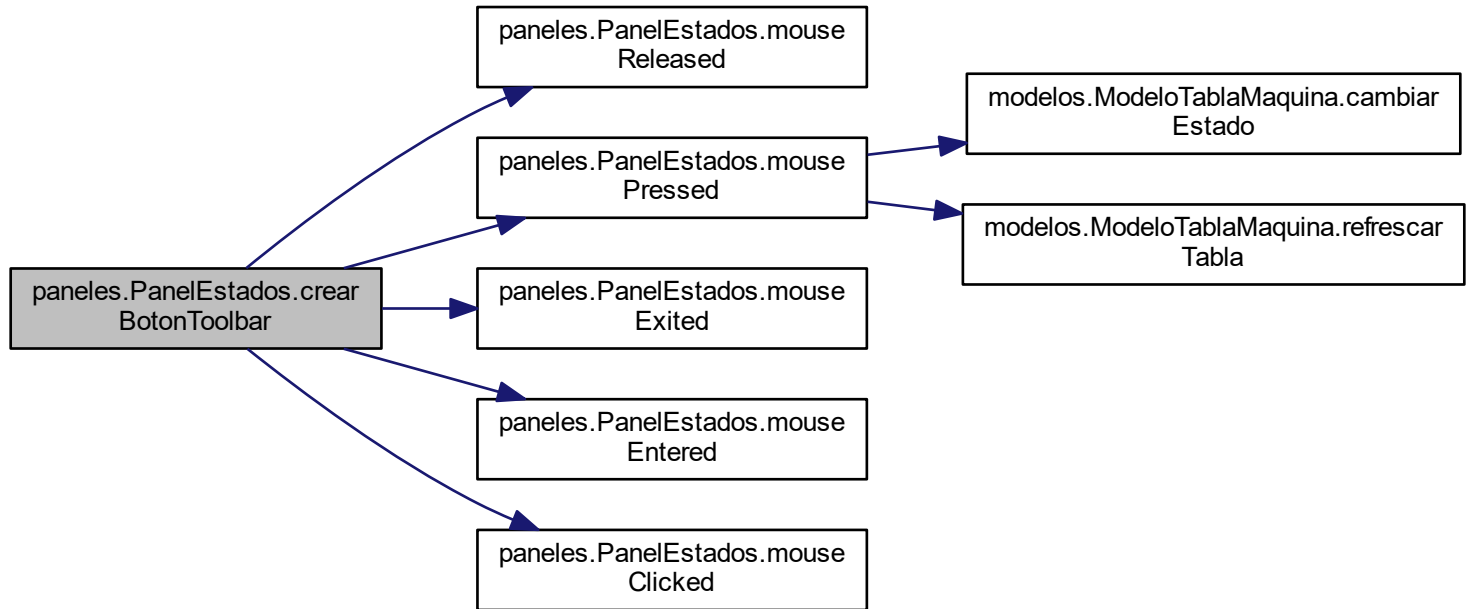 paneles.PanelEstados.mouse
Released
modelos.ModeloTablaMaquina.cambiar
Estado
paneles.PanelEstados.mouse
Pressed
modelos.ModeloTablaMaquina.refrescar
Tabla
paneles.PanelEstados.crear
BotonToolbar
paneles.PanelEstados.mouse
Exited
paneles.PanelEstados.mouse
Entered
paneles.PanelEstados.mouse
Clicked